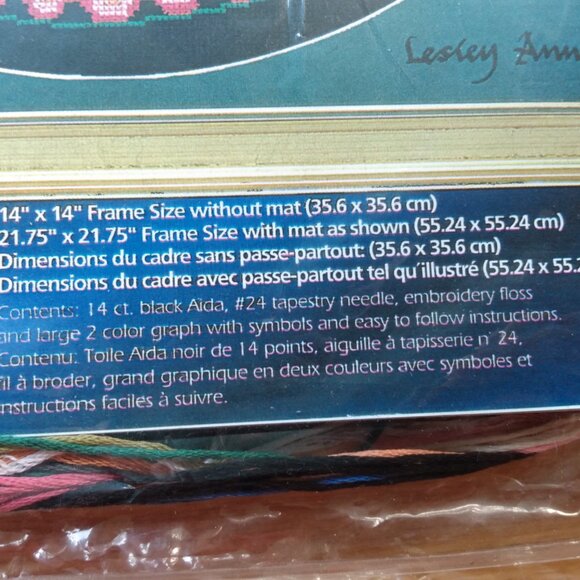 Lesley Ann
14" x 14" Frame Size without mat (35.6 x 35.6 cm)
21.75" x 21.75" Frame Size with mat as shown (55.24 x 55.24 cm)
Dimensions du cadre sans passe-partout: (35.6 x 35.6 cm)
Dimensions du cadre avec passe-partout tel qu'illustré (55.24 x 55.2
Contents: 14 ct. black Aida, #24 tapestry needle, embroidery floss
and large 2 color graph with symbols and easy to follow instructions.
Contenu: Toile Aida noir de 14 points, aiguille à tapisserie n° 24,
fil à broder, grand graphique en deux couleurs avec symboles et
instructions faciles à suivre.